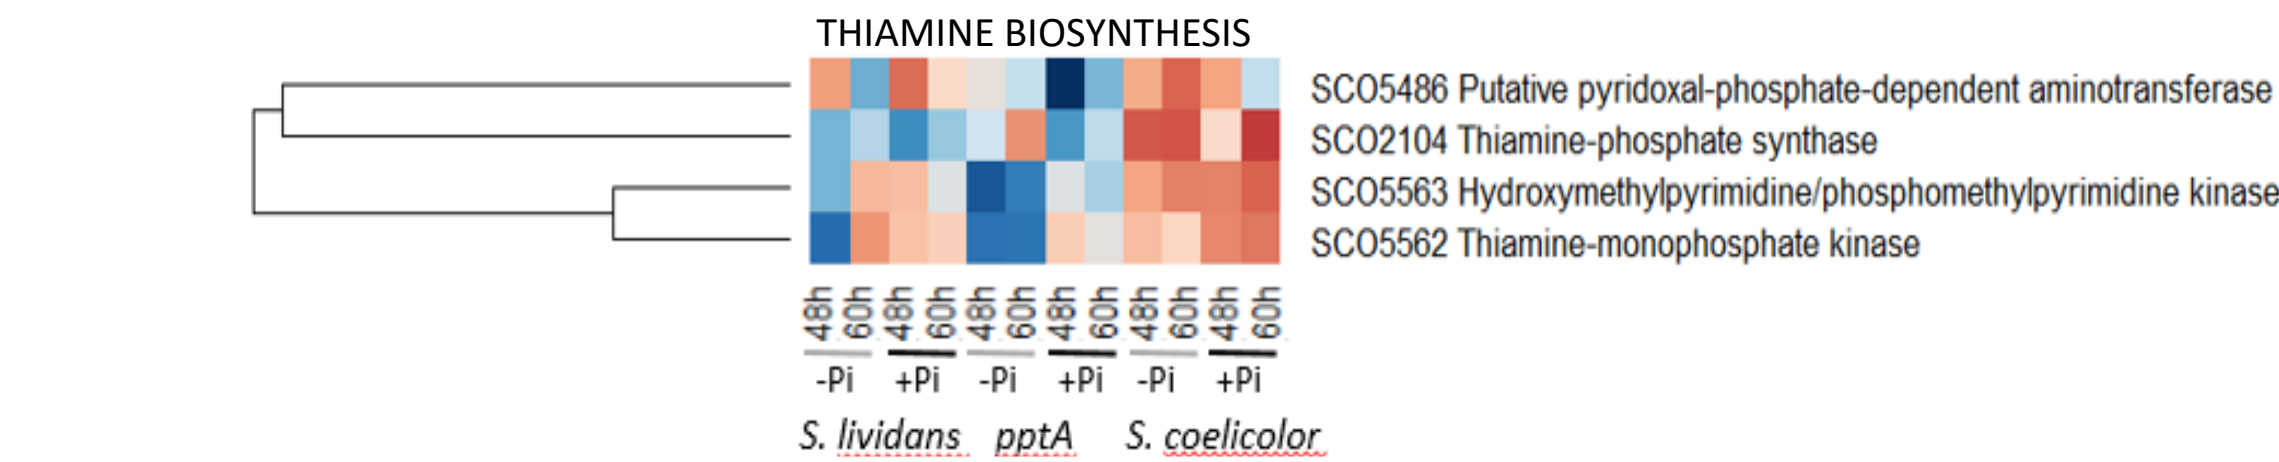 THIAMINE BIOSYNTHESIS
SCO5486 Putative pyridoxal-phosphate-dependent aminotransferase
SCO2104 Thiamine-phosphate synthase
SCO5563 Hydroxymethylpyrimidine/phosphomethylpyrimidine kinase
SCO5562 Thiamine-monophosphate kinase
48h 60h 48h 60h 48h 60h 48h 60h 48h 60h 48h 60h
-Pi +Pi -Pi +Pi -Pi +Pi
S. lividans pptA S. coelicolor